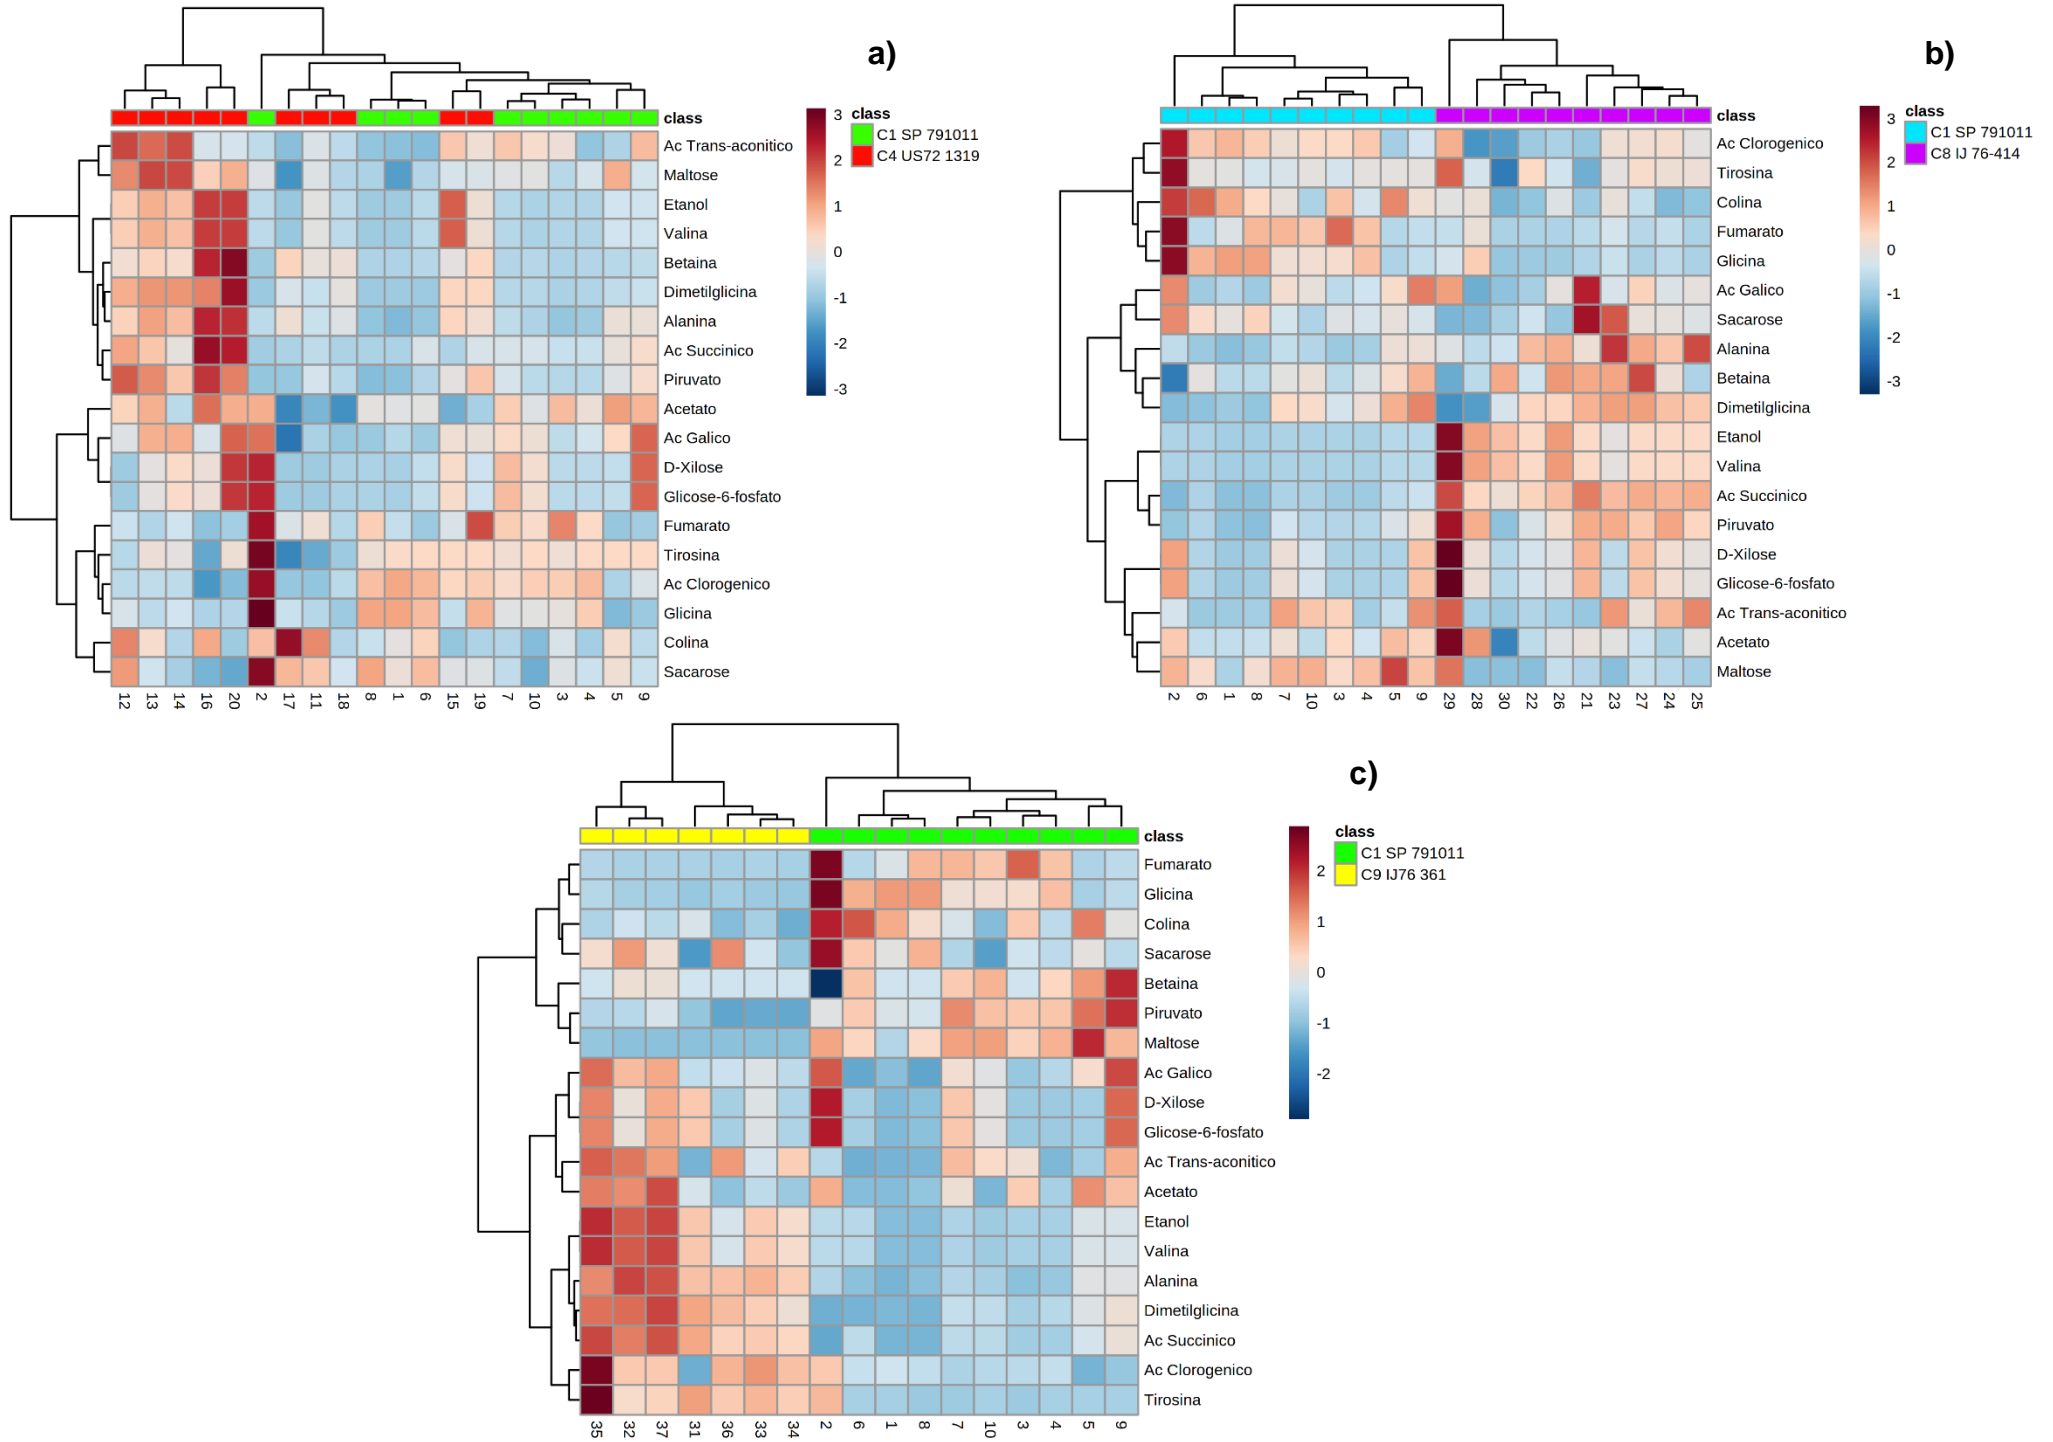 a)
class
Ac Trans-aconitico
Maltose
Etanol
Valina
Betaina
Dimetilglicina
Alanina
Ac Succinico
Piruvato
Acetato
Ac Galico
D-Xilose
Glicose-6-fosfato
Fumarato
Tirosina
Ac Clorogenico
Glicina
Colina
Sacarose
12 13 14 16 20 2 17 11 18 8 1 6 15 19 7 10 3 4 5 9
3
2
1
0
-1
-2
-3
class
C1 SP 791011
C4 US72 1319
b)
class
Ac Clorogenico
Tirosina
Colina
Fumarato
Glicina
Ac Galico
Sacarose
Alanina
Betaina
Dimetilglicina
Etanol
Valina
Ac Succinico
Piruvato
D-Xilose
Glicose-6-fosfato
Ac Trans-aconitico
Acetato
Maltose
2 6 1 8 7 10 3 4 5 9 29 28 30 22 26 21 23 27 24 25
3
2
1
0
-1
-2
-3
class
C1 SP 791011
C8 IJ 76-414
c)
class
Fumarato
Glicina
Colina
Sacarose
Betaina
Piruvato
Maltose
Ac Galico
D-Xilose
Glicose-6-fosfato
Ac Trans-aconitico
Acetato
Etanol
Valina
Alanina
Dimetilglicina
Ac Succinico
Ac Clorogenico
Tirosina
35 32 37 31 36 33 34 2 6 1 8 7 10 3 4 5 9
2
1
0
-1
-2
class
C1 SP 791011
C9 IJ76 361